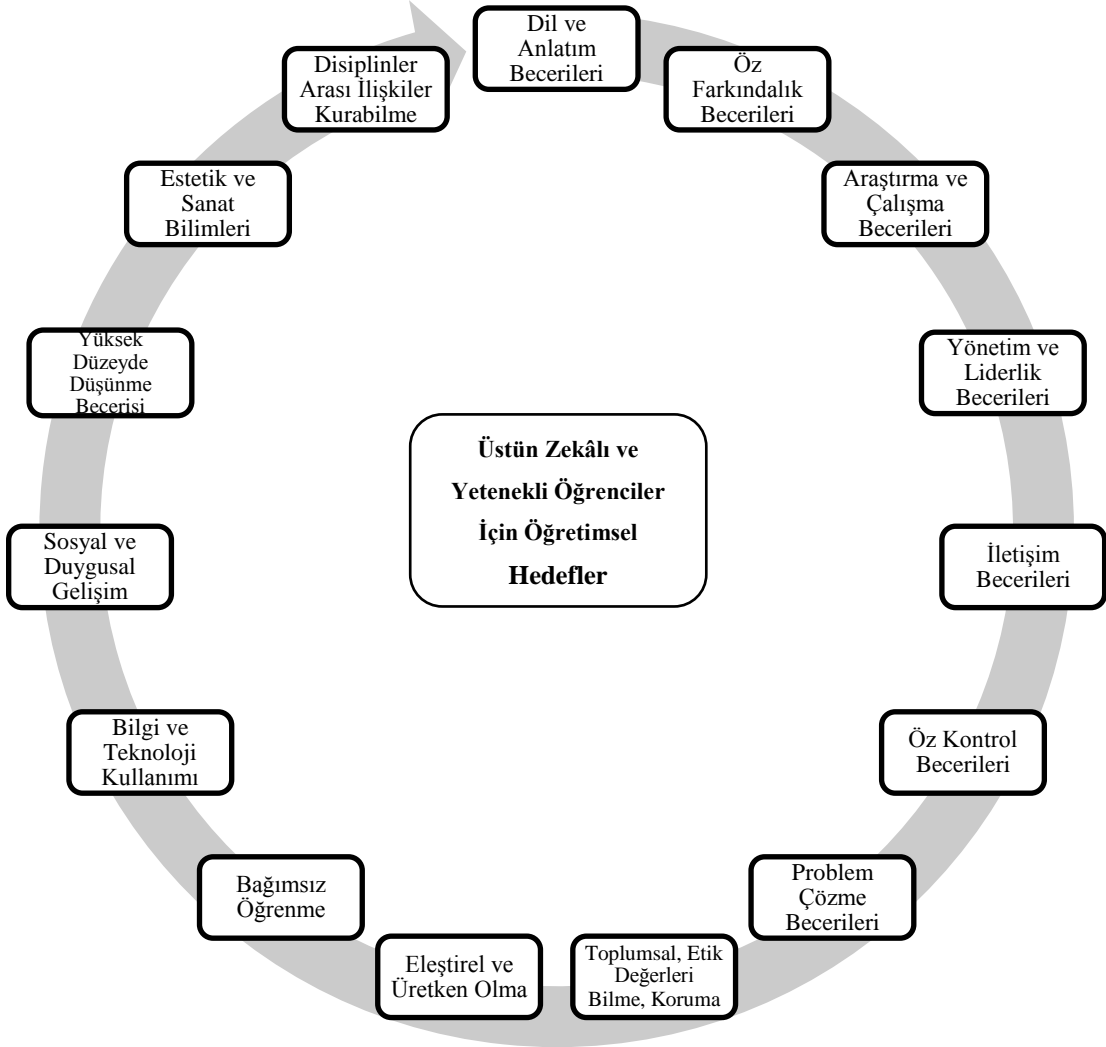 Dil ve
Anlatım
Becerileri
Öz
Farkındalık
Becerileri
Araştırma ve
Çalışma
Becerileri
Yönetim ve
Liderlik
Becerileri
İletişim
Becerileri
Öz Kontrol
Becerileri
Problem
Çözme
Becerileri
Toplumsal, Etik
Değerleri
Bilme, Koruma
Eleştirel ve
Üretken Olma
Bağımsız
Öğrenme
Bilgi ve
Teknoloji
Kullanımı
Sosyal ve
Duygusal
Gelişim
Yüksek
Düzeyde
Düşünme
Becerisi
Estetik ve
Sanat
Bilimleri
Disiplinler
Arası İlişkiler
Kurabilme
Üstün Zekâlı ve
Yetenekli Öğrenciler
İçin Öğretimsel
Hedefler